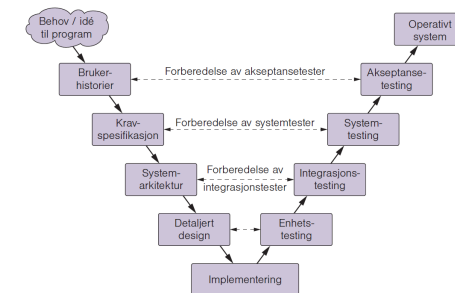 Behov / idé
til program
Operativt
system
Bruker-
historier
Forberedelse av akseptansetester
Akseptanse-
testing
Krav-
spesifikasjon
Forberedelse av systemtester
System-
testing
System-
arkitektur
Forberedelse av
integrasjonstester
Integrasjons-
testing
Detaljert
design
Enhets-
testing
Implementering